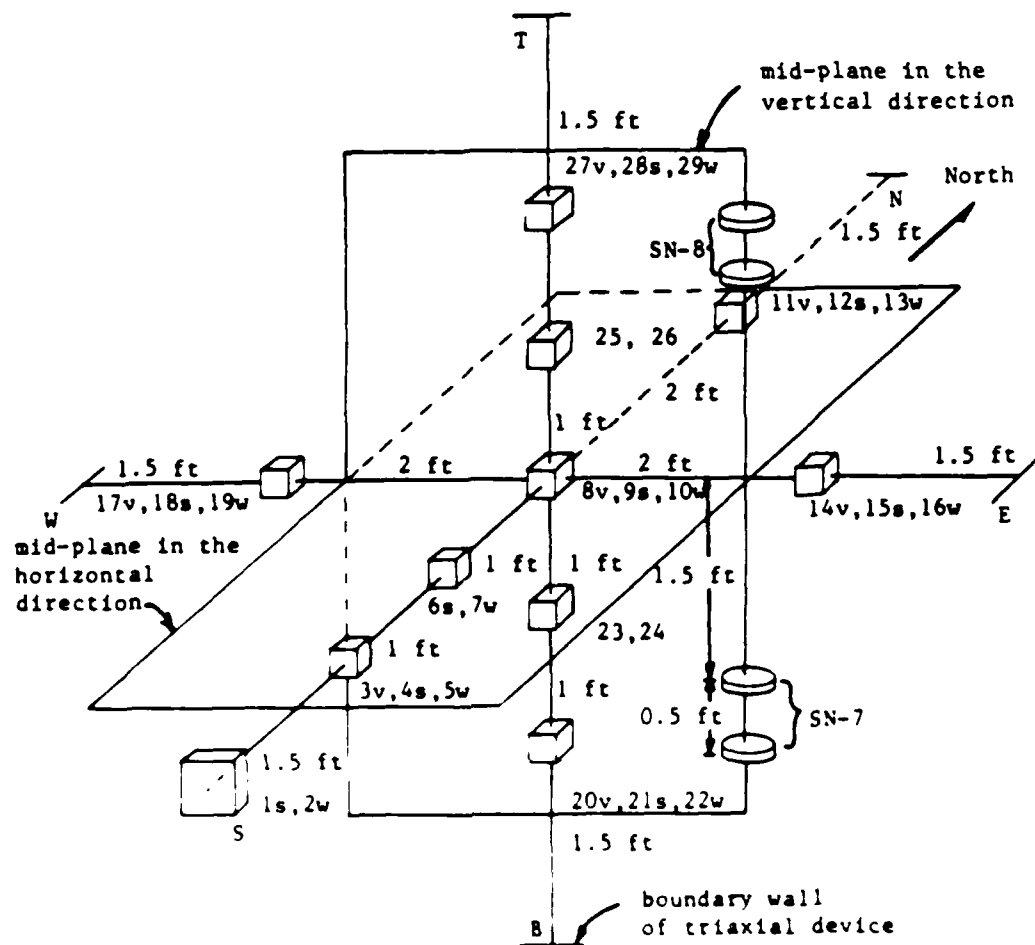 T
mid-plane in the
vertical direction
1.5 ft
27v,28s,29w
N
North
SN-8
1.5 ft
11v,12s,13w
25, 26
2 ft
1 ft
1.5 ft
2 ft
2 ft
1.5 ft
17v,18s,19w
8v,9s,10w
14v,15s,16w
W
E
mid-plane in the
horizontal
direction
1 ft
1 ft
1.5 ft
6s,7w
23,24
1 ft
3v,4s,5w
1 ft
0.5 ft
SN-7
1.5 ft
1s,2w
20v,21s,22w
S
1.5 ft
B
boundary wall
of triaxial device